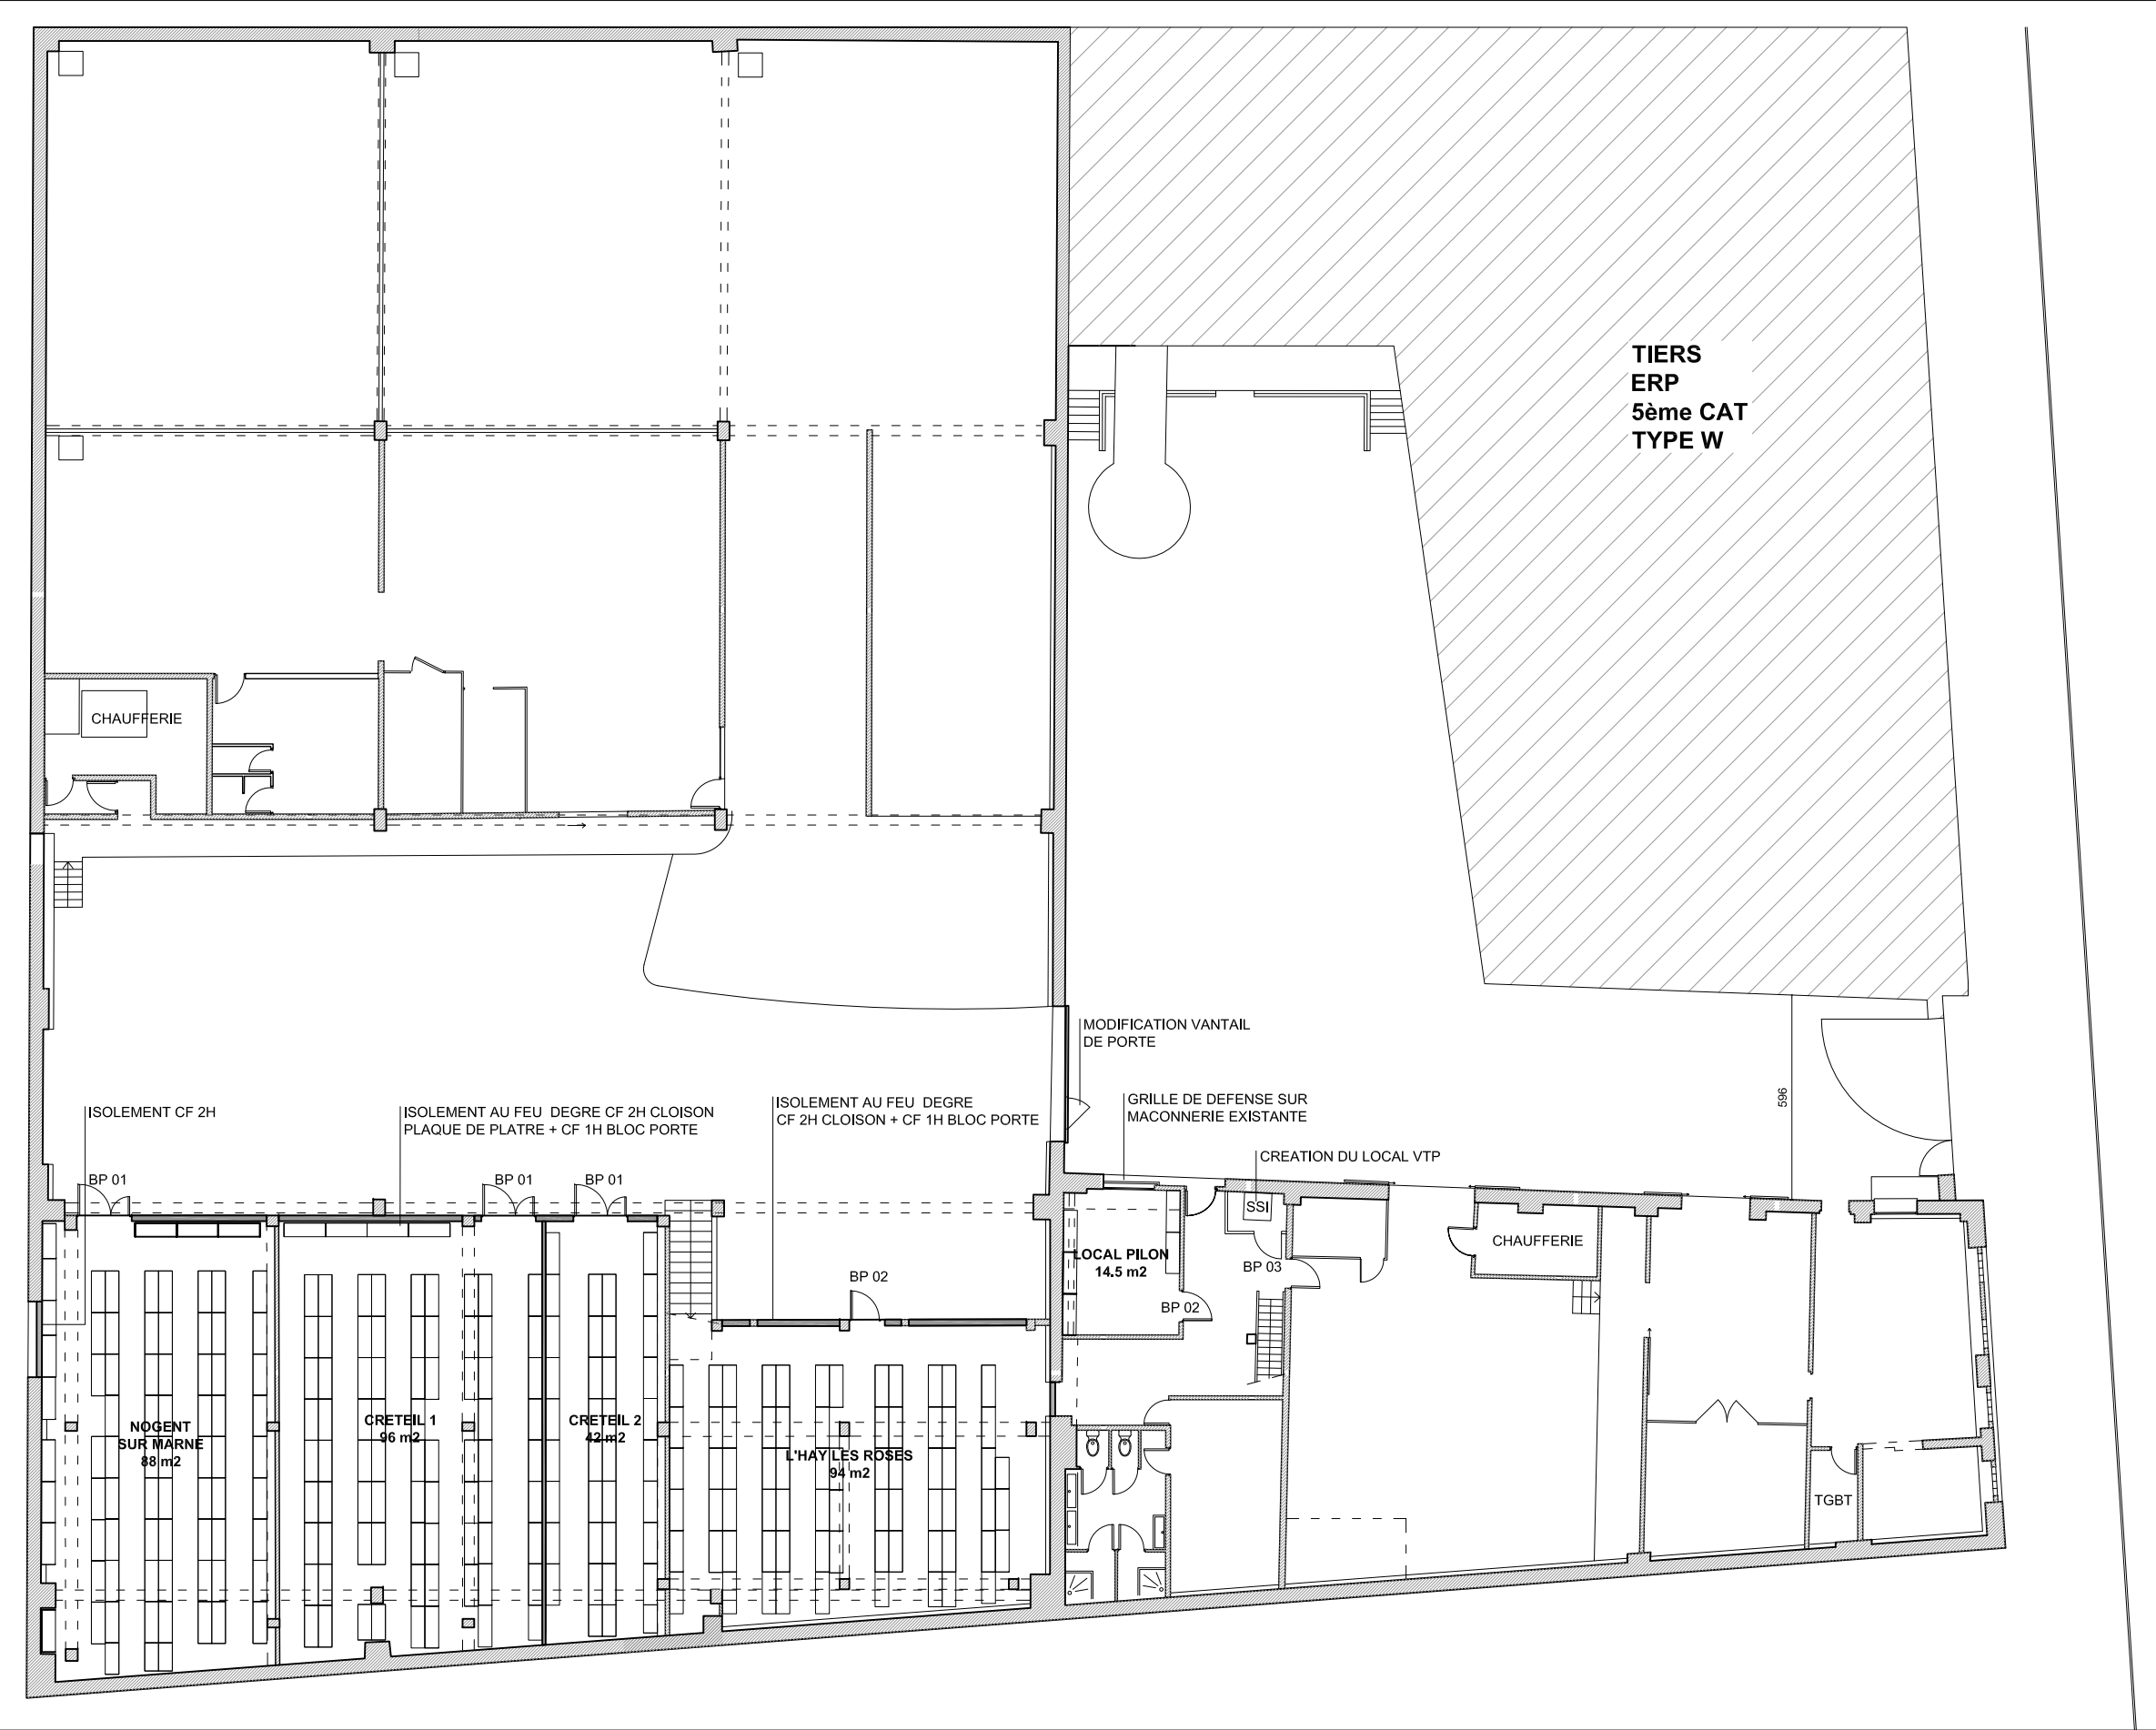 TIERS
ERP
5ème CAT
TYPE W
CHAUFFERIE
MODIFICATION VANTAIL
DE PORTE
ISOLEMENT CF 2H
ISOLEMENT AU FEU DEGRE CF 2H CLOISON
PLAQUE DE PLATRE + CF 1H BLOC PORTE
ISOLEMENT AU FEU DEGRE
CF 2H CLOISON + CF 1H BLOC PORTE
GRILLE DE DEFENSE SUR
MACONNERIE EXISTANTE
596
CREATION DU LOCAL VTP
BP 01
BP 01
BP 01
SSI
CHAUFFERIE
LOCAL PILON
14.5 m2
BP 03
BP 02
BP 02
NOGENT
SUR MARNE
88 m2
CRETEIL 1
96 m2
CRETEIL 2
42 m2
L'HAY LES ROSES
94 m2
TGBT